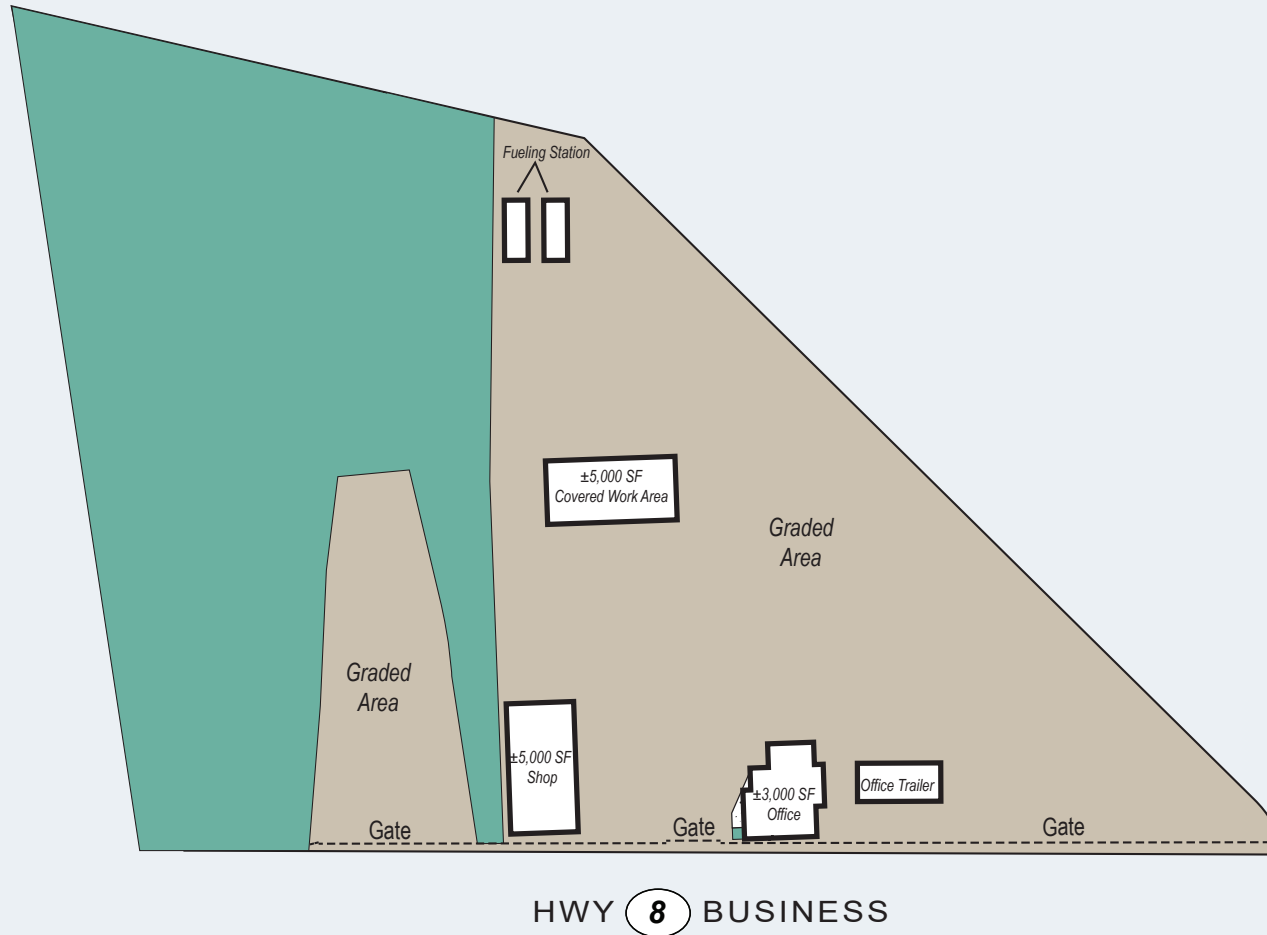 Fueling Station
±5,000 SF
Covered Work Area
Graded
Area
Graded
Area
±5,000 SF
Shop
±3,000 SF
Office
Office Trailer
Gate
Gate
Gate
HWY 8 BUSINESS